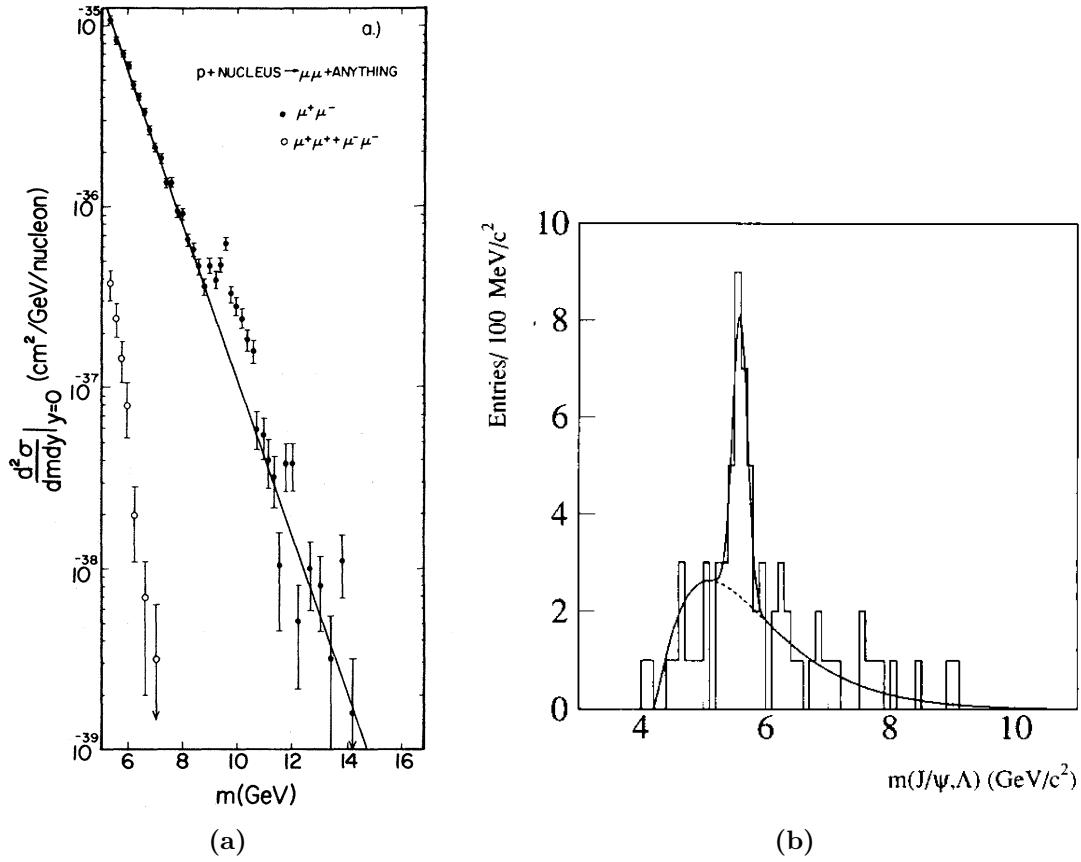 10⁻³⁵
10⁻³⁶
10⁻³⁷
10⁻³⁸
10⁻³⁹
d²σ/dmdy|y=0 (cm²/GeV/nucleon)
a.)
p+NUCLEUS→μμ+ANYTHING
μ⁺μ⁻
μ⁺μ⁺+μ⁻μ⁻
6 8 10 12 14 16
m(GeV)
(a)
Entries/ 100 MeV/c²
10
8
6
4
2
0
4 6 8 10
m(J/ψ,Λ) (GeV/c²)
(b)